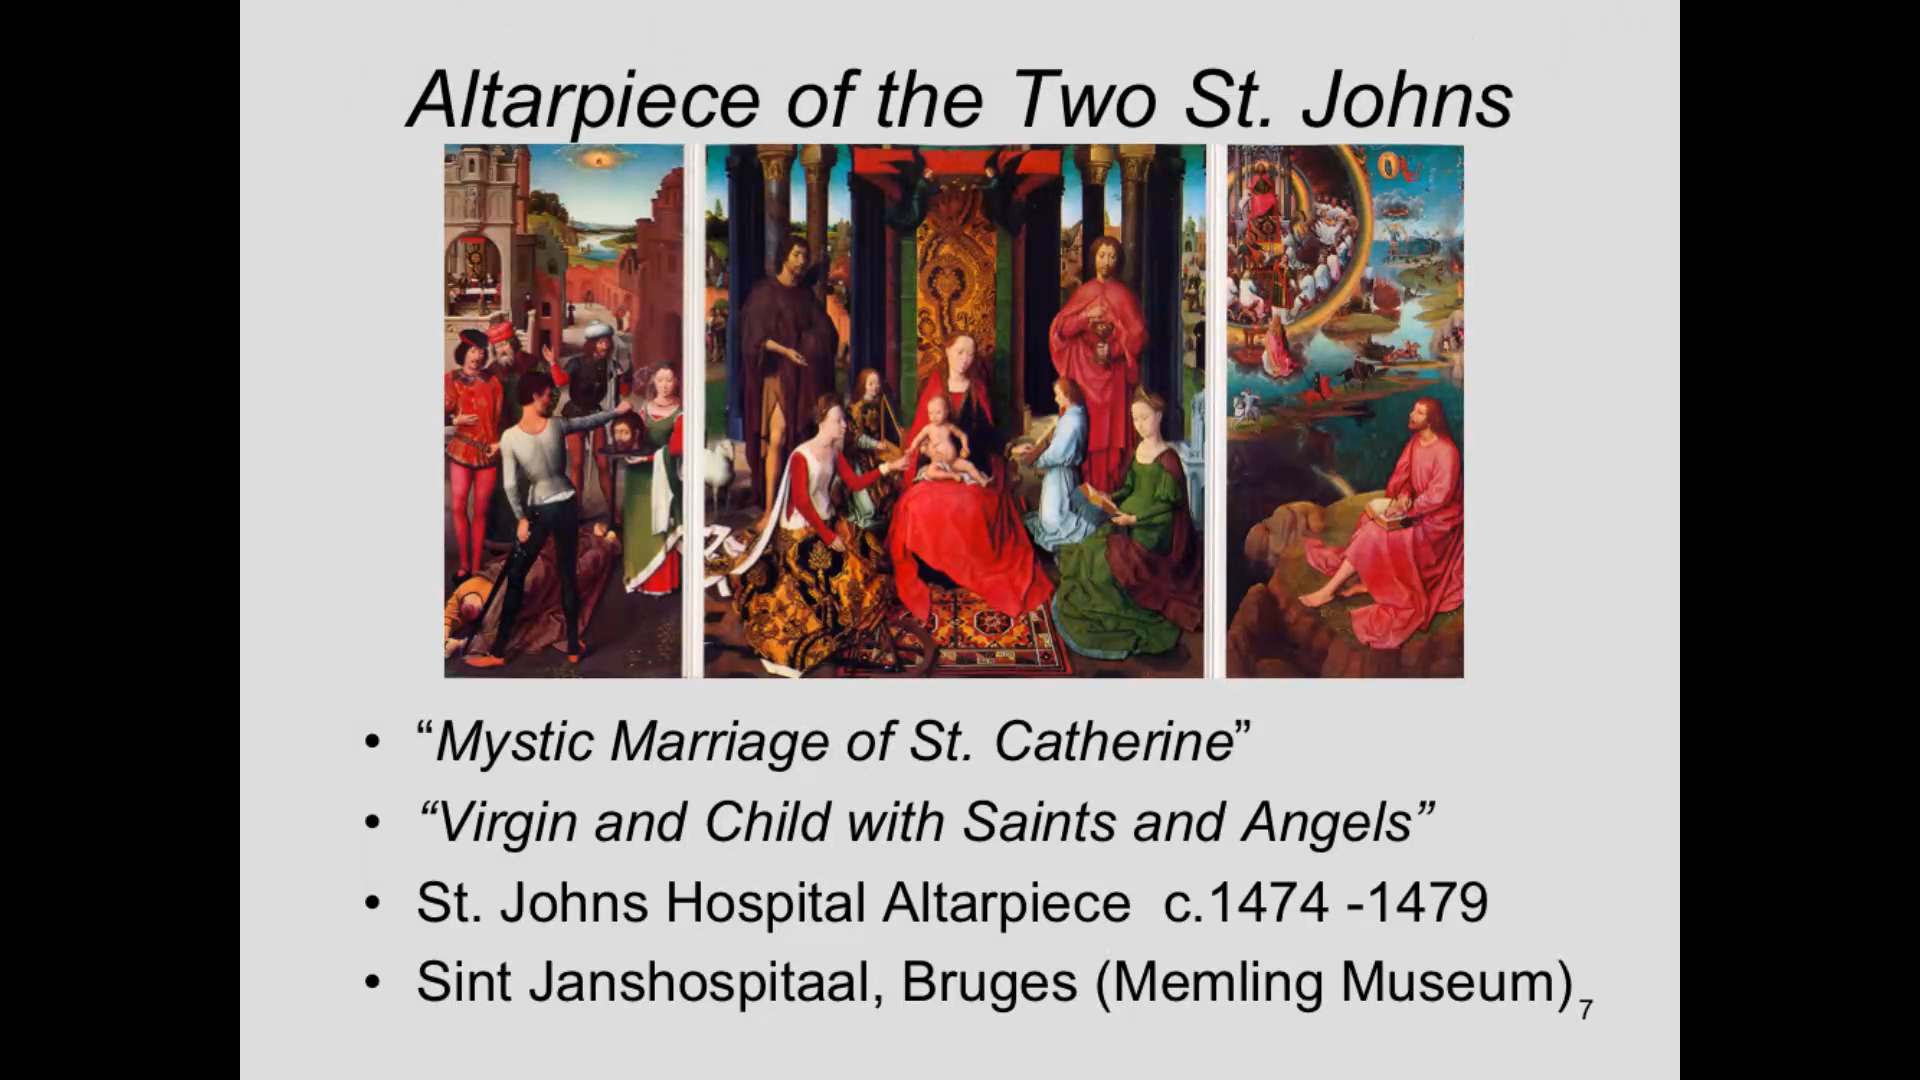 Altarpiece of the Two St. Johns
• “Mystic Marriage of St. Catherine”
• “Virgin and Child with Saints and Angels”
• St. Johns Hospital Altarpiece  c.1474 -1479
• Sint Janshospitaal, Bruges (Memling Museum)
7